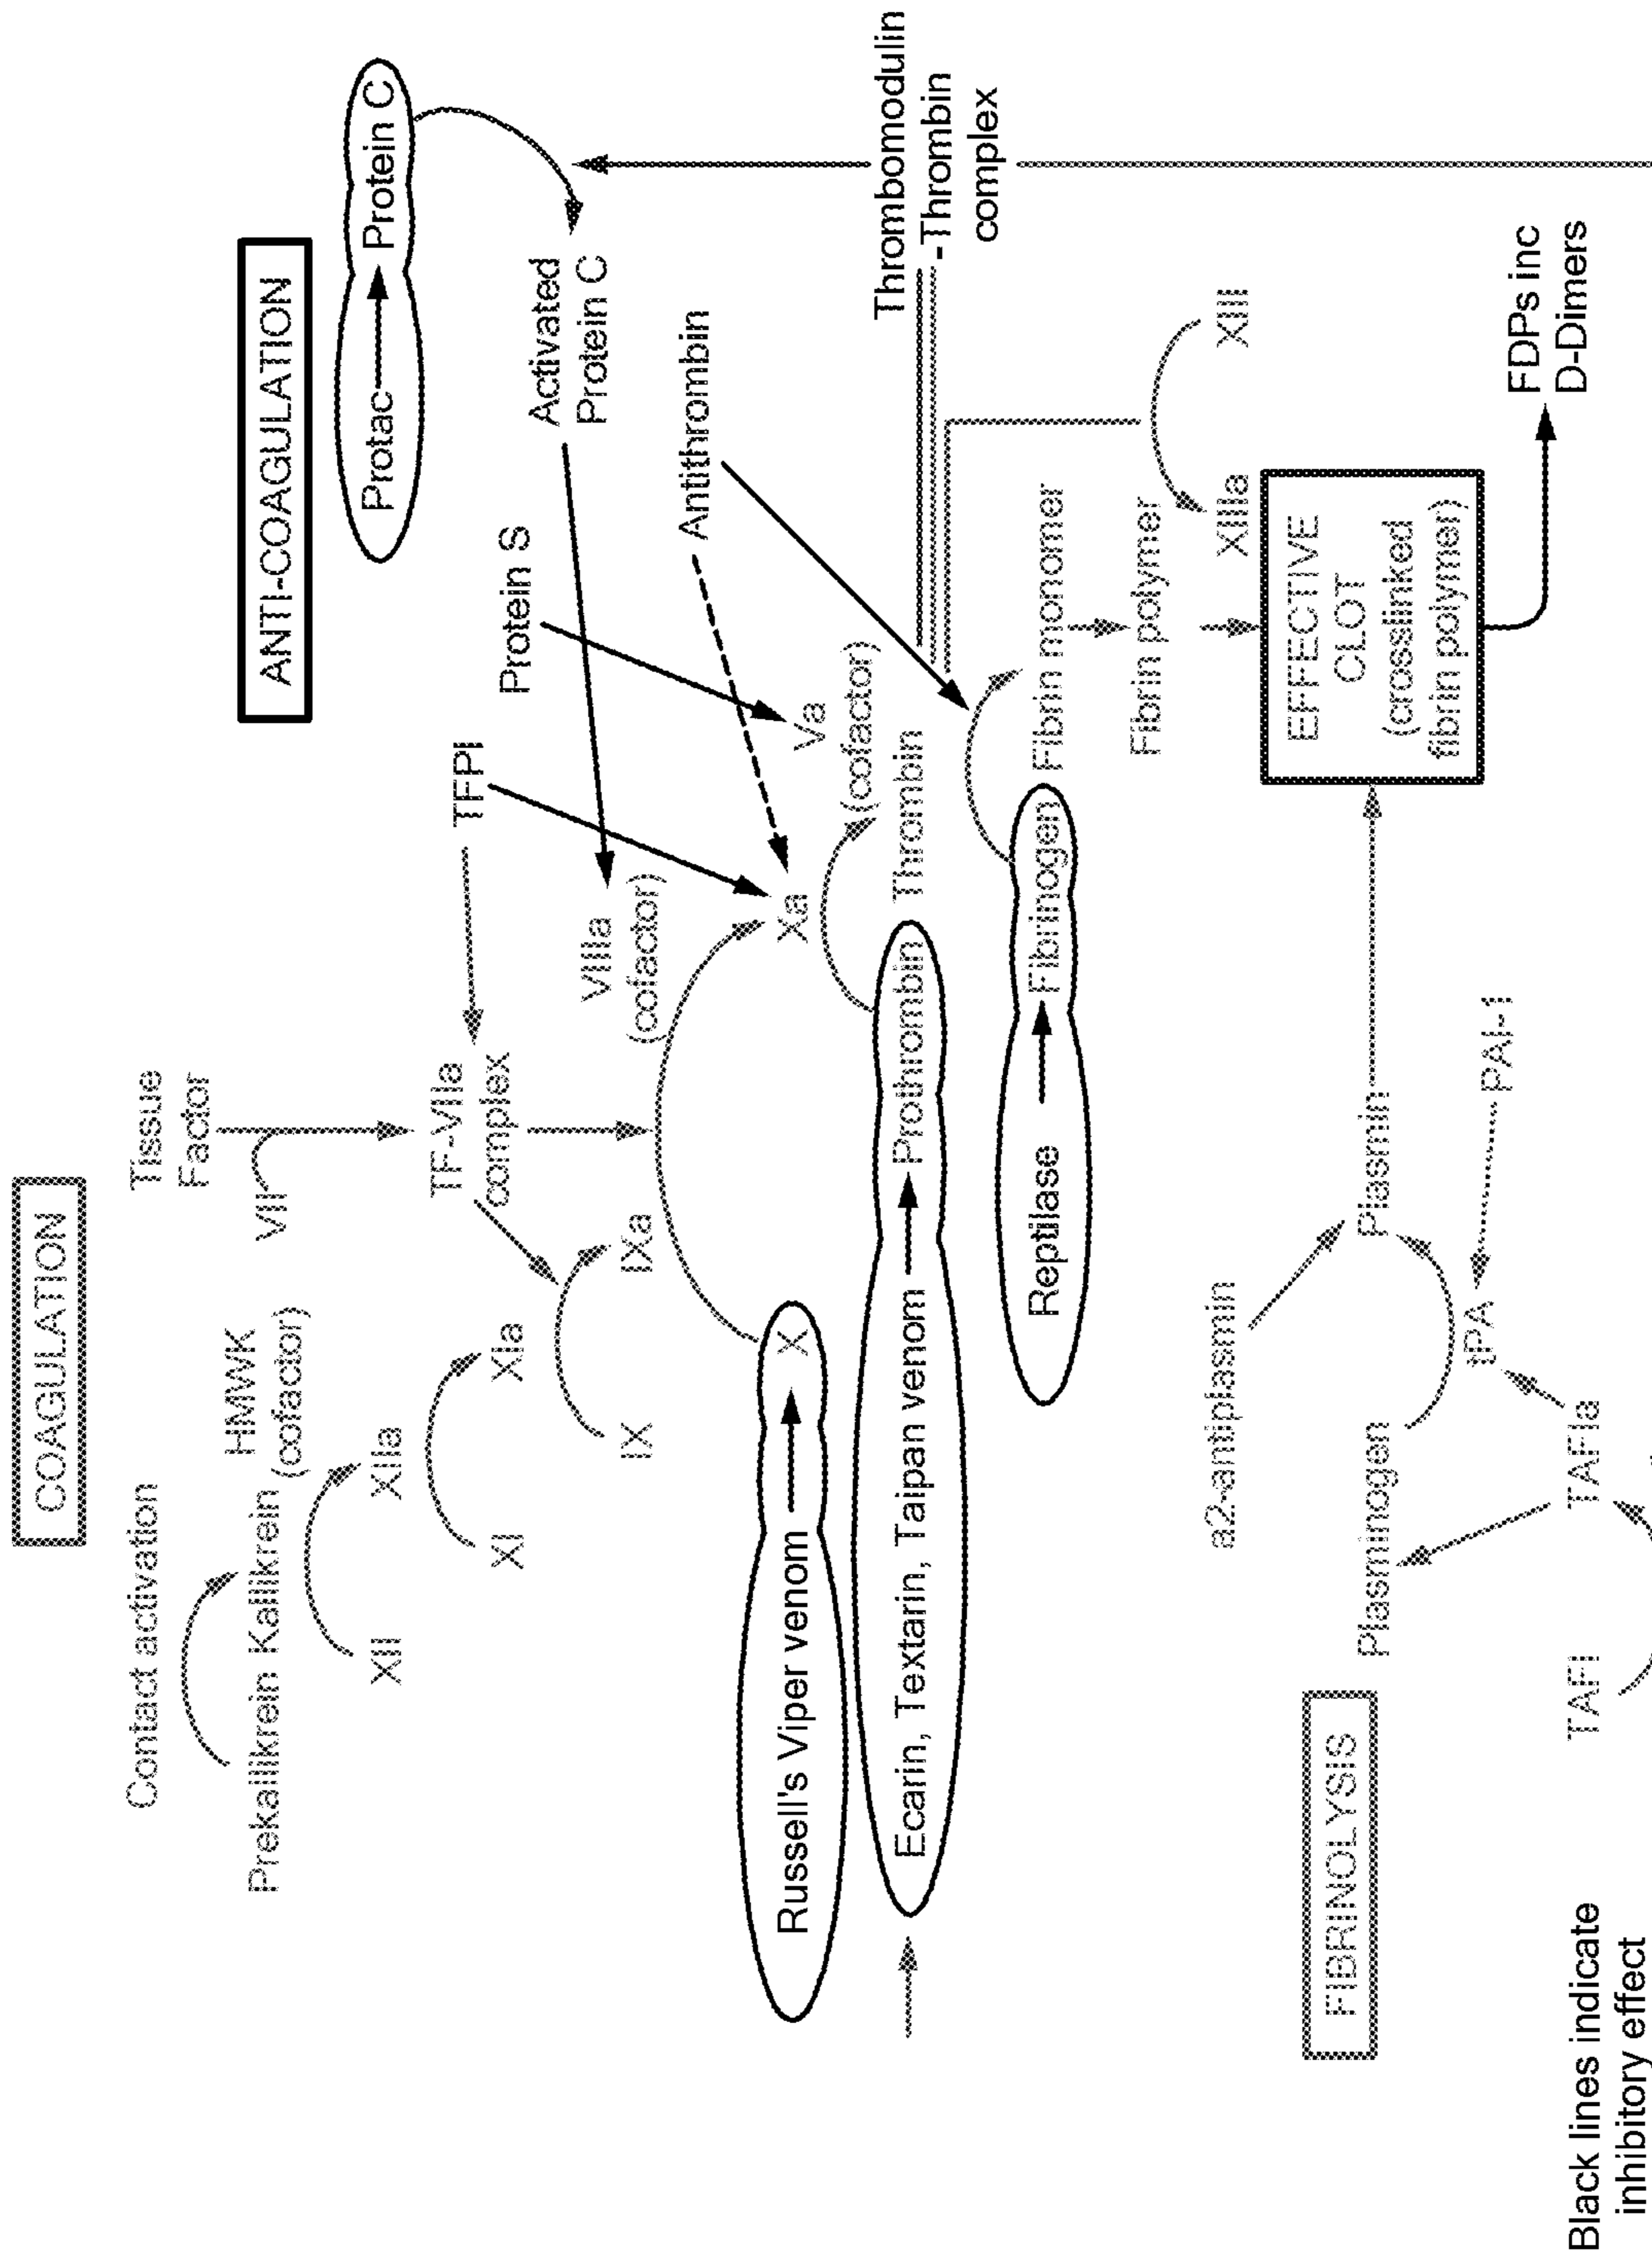 COAGULATION
ANTI-COAGULATION
Contact activation
Tissue
Factor
Prekallikrein Kallikrein
HMWK
(cofactor)
VII
Protac
Protein C
XII
XIIa
TF-VIIa
complex
TFPI
Protein S
Activated
Protein C
XI
XIa
IX
IXa
VIIIa
(cofactor)
Antithrombin
Russell's Viper venom
X
Xa
Va
(cofactor)
Ecarin, Textarin, Taipan venom
Prothrombin
Thrombin
Thrombomodulin
-Thrombin
complex
Reptilase
Fibrinogen
Fibrin monomer
Fibrin polymer
XIIIa
XIII
a2-antiplasmin
EFFECTIVE
CLOT
(crosslinked
fibrin polymer)
FIBRINOLYSIS
Plasminogen
Plasmin
tPA
PAI-1
FDPs inc
D-Dimers
TAFI
TAFIa
Black lines indicate
inhibitory effect